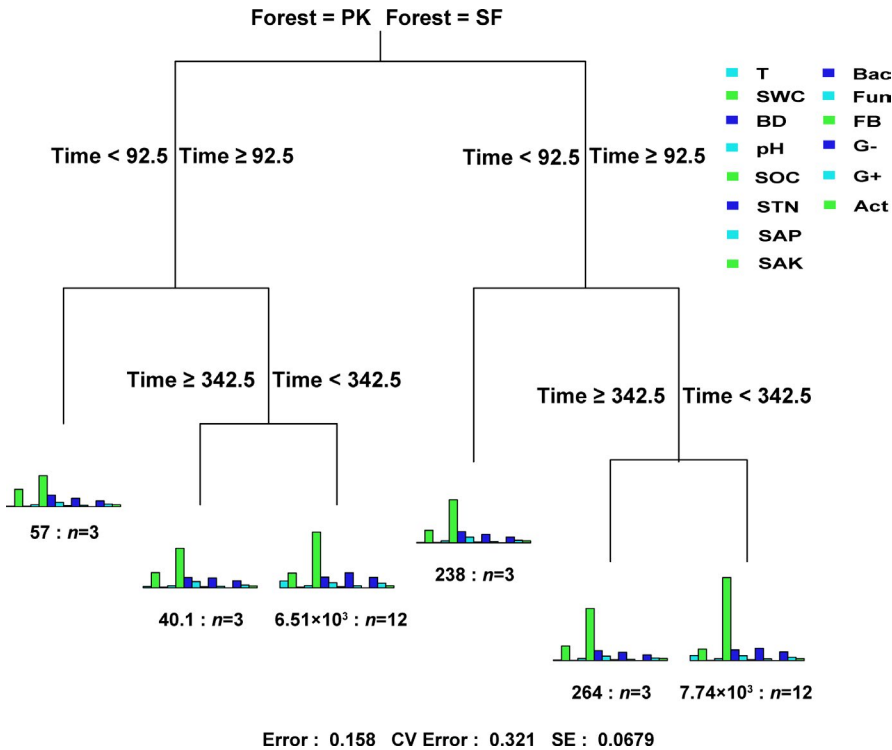 Forest = PK Forest = SF
T
SWC
BD
pH
SOC
STN
SAP
SAK
Bac
Fun
FB
G-
G+
Act
Time < 92.5 Time ≥ 92.5
Time < 92.5 Time ≥ 92.5
Time ≥ 342.5 Time < 342.5
Time ≥ 342.5 Time < 342.5
57 : n=3
238 : n=3
40.1 : n=3
6.51×10³ : n=12
264 : n=3
7.74×10³ : n=12
Error : 0.158 CV Error : 0.321 SE : 0.0679